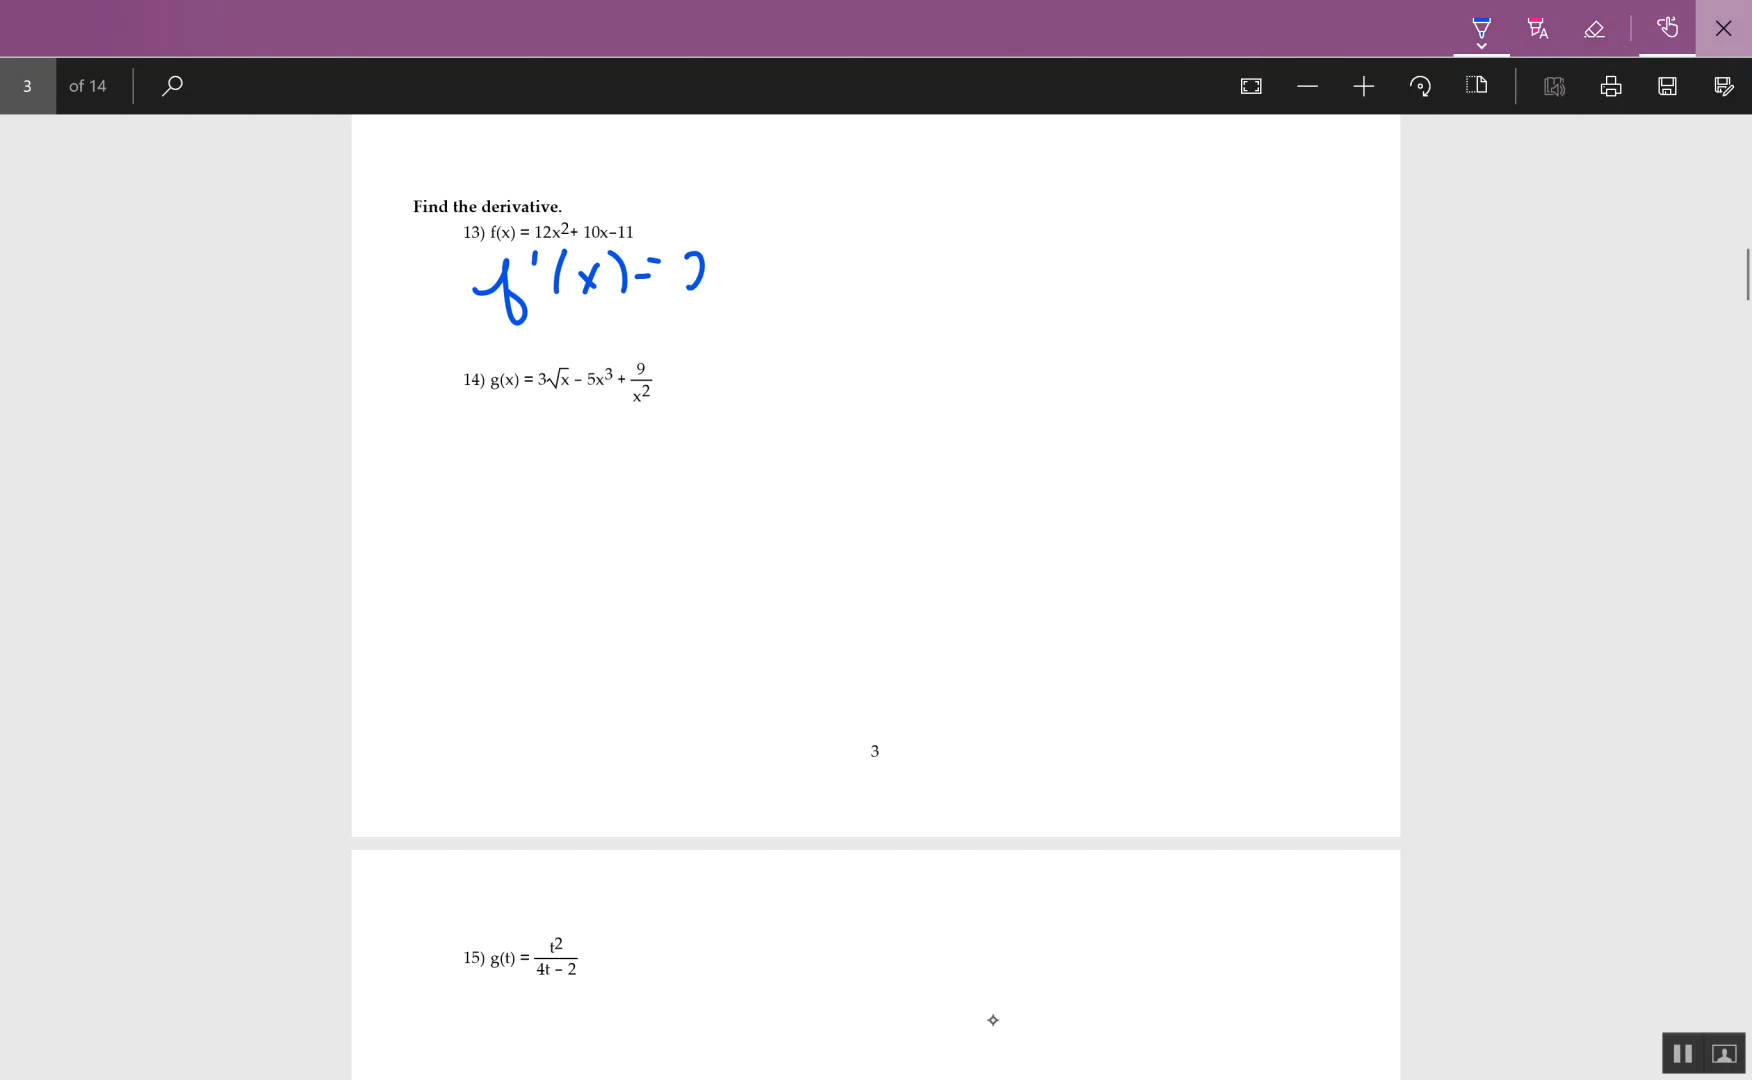 3 of 14
Find the derivative.
13) f(x) = 12x² + 10x − 11
f'(x) =
14) g(x) = 3√x − 5x³ + 9/x²
3
15) g(t) = t²/(4t − 2)